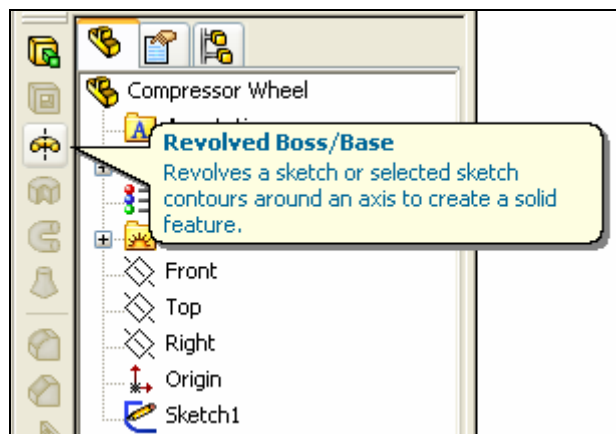 Compressor Wheel
A
Revolved Boss/Base
Revolves a sketch or selected sketch
contours around an axis to create a solid
feature.
Front
Top
Right
Origin
Sketch1